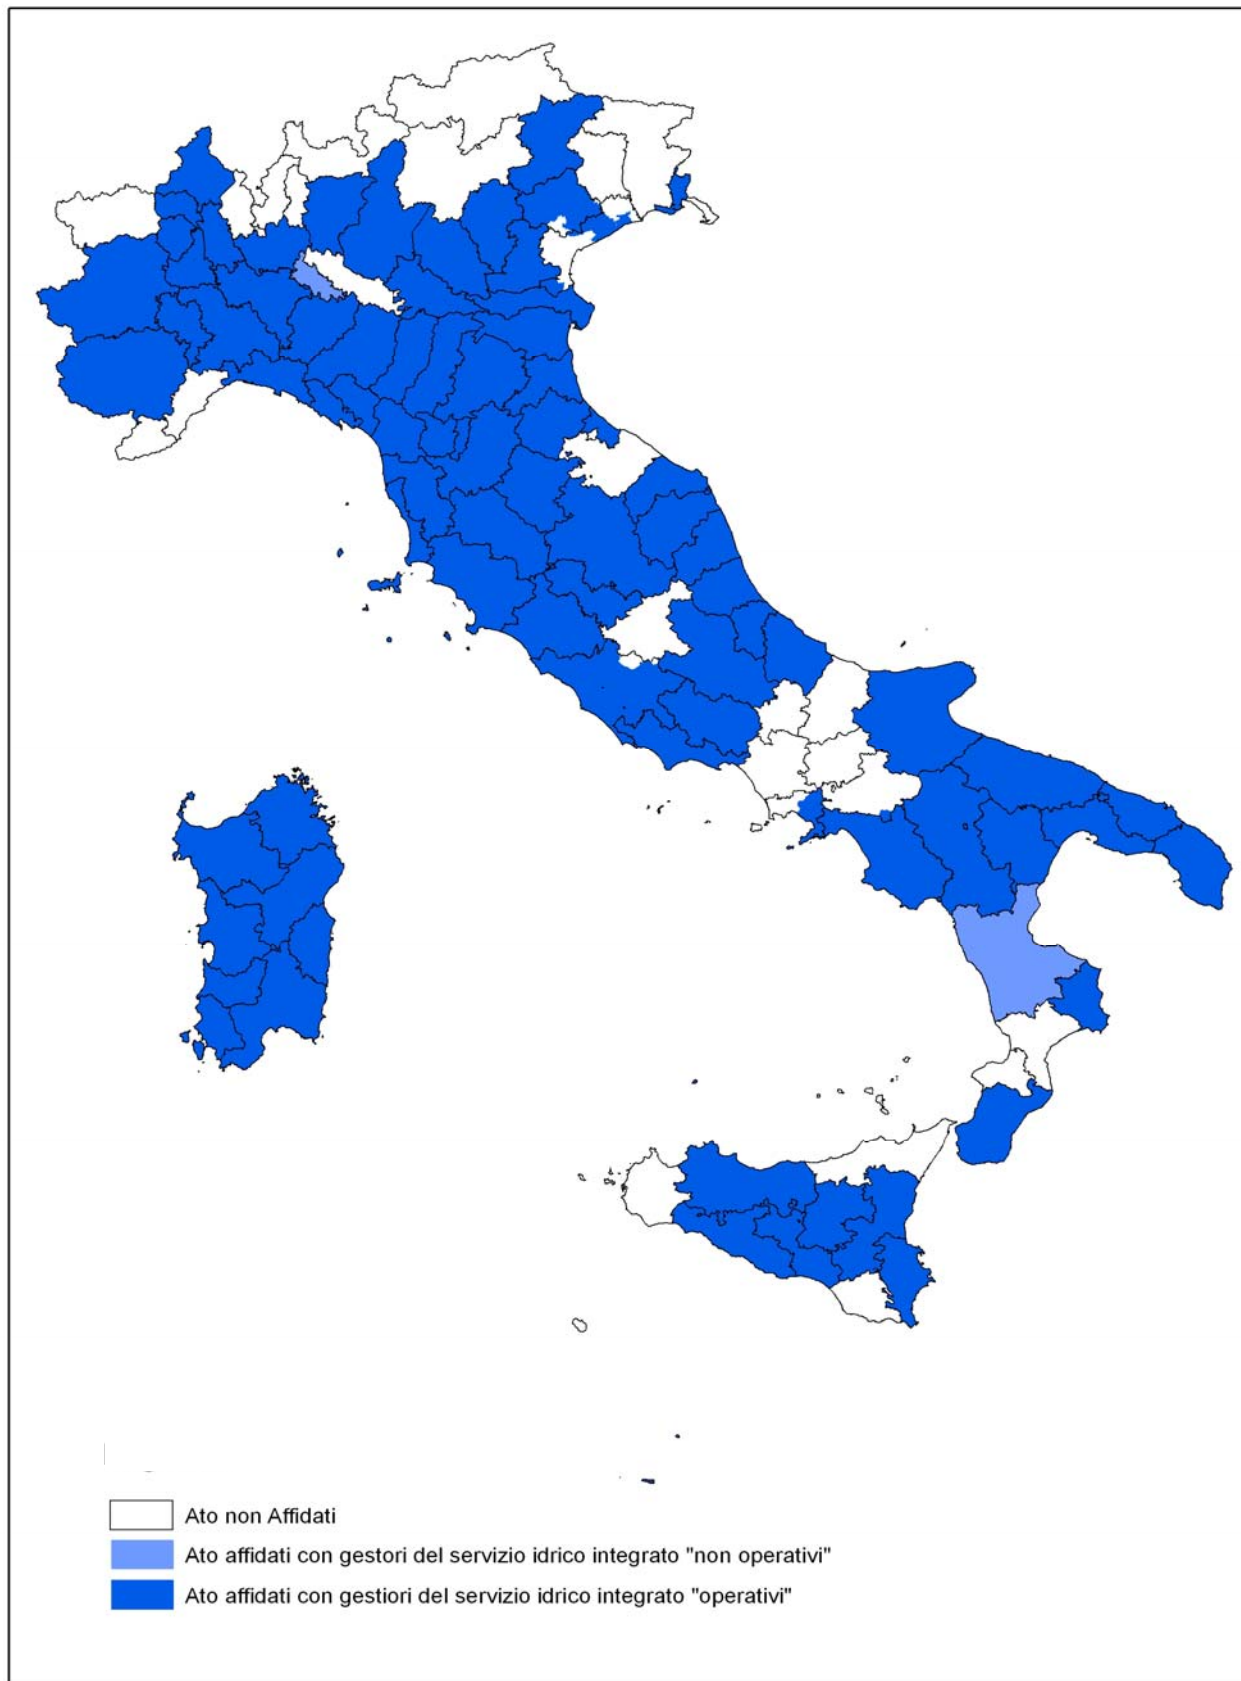 Ato non Affidati
Ato affidati con gestori del servizio idrico integrato "non operativi"
Ato affidati con gestiori del servizio idrico integrato "operativi"